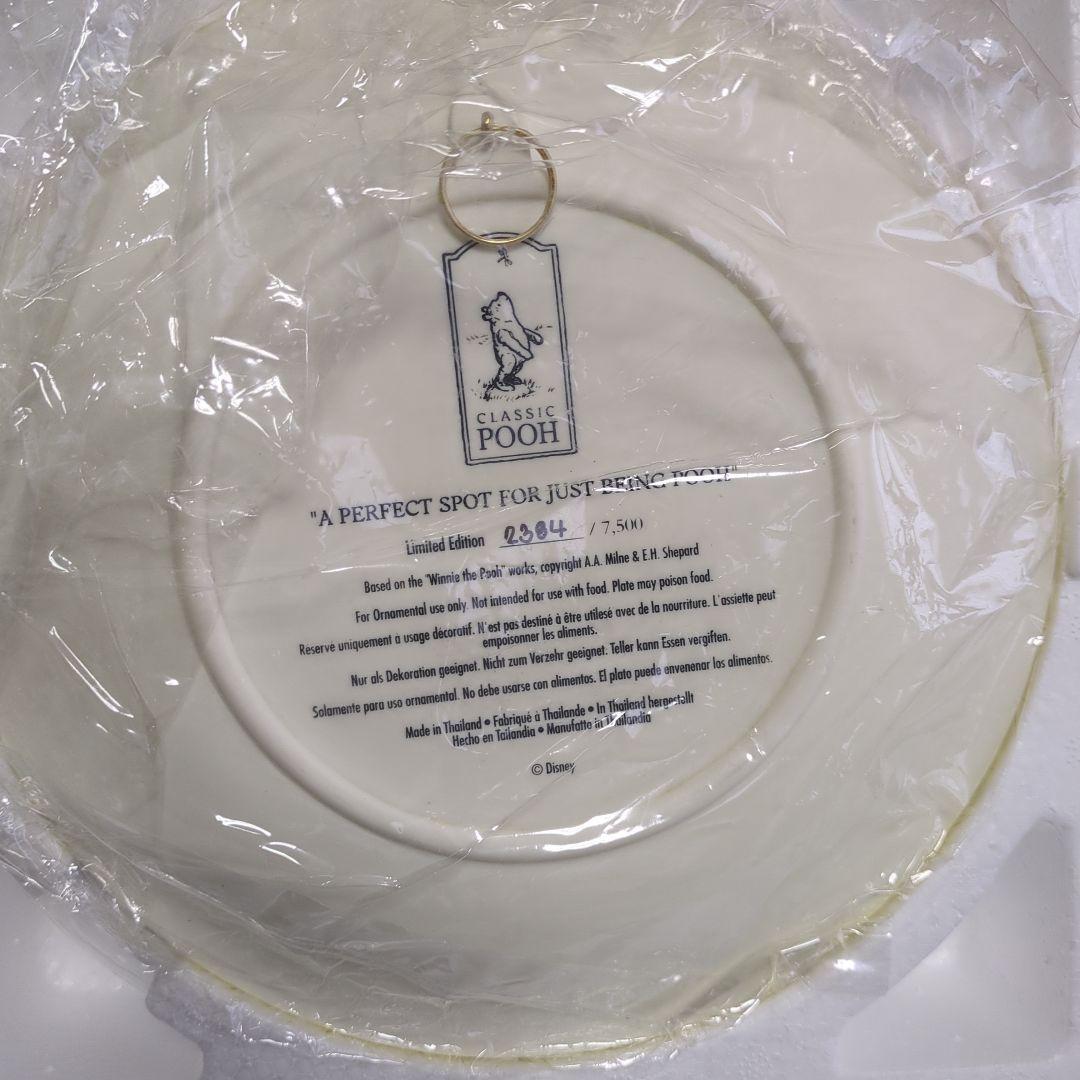 CLASSIC
POOH
"A PERFECT SPOT FOR JUST BEING POOH"
Limited Edition 2384 / 7,500
Based on the "Winnie the Pooh" works, copyright A.A. Milne & E.H. Shepard
For Ornamental use only. Not intended for use with food. Plate may poison food.
Reservé uniquement à usage décoratif. N'est pas destiné à être utilesé avec de la nourriture. L'assiette peut
empoisonner les aliments.
Nur als Dekoration geeignet. Nicht zum Verzehr geeignet. Teller kann Essen vergiften.
Solamente para uso ornamental. No debe usarse con alimentos. El plato puede anvenenar los alimentos.
Made in Thailand • Fabriqué à Thailande • In Thailand hergestellt
Hecho en Tailandia • Manufatto in Thailandia
© Disney